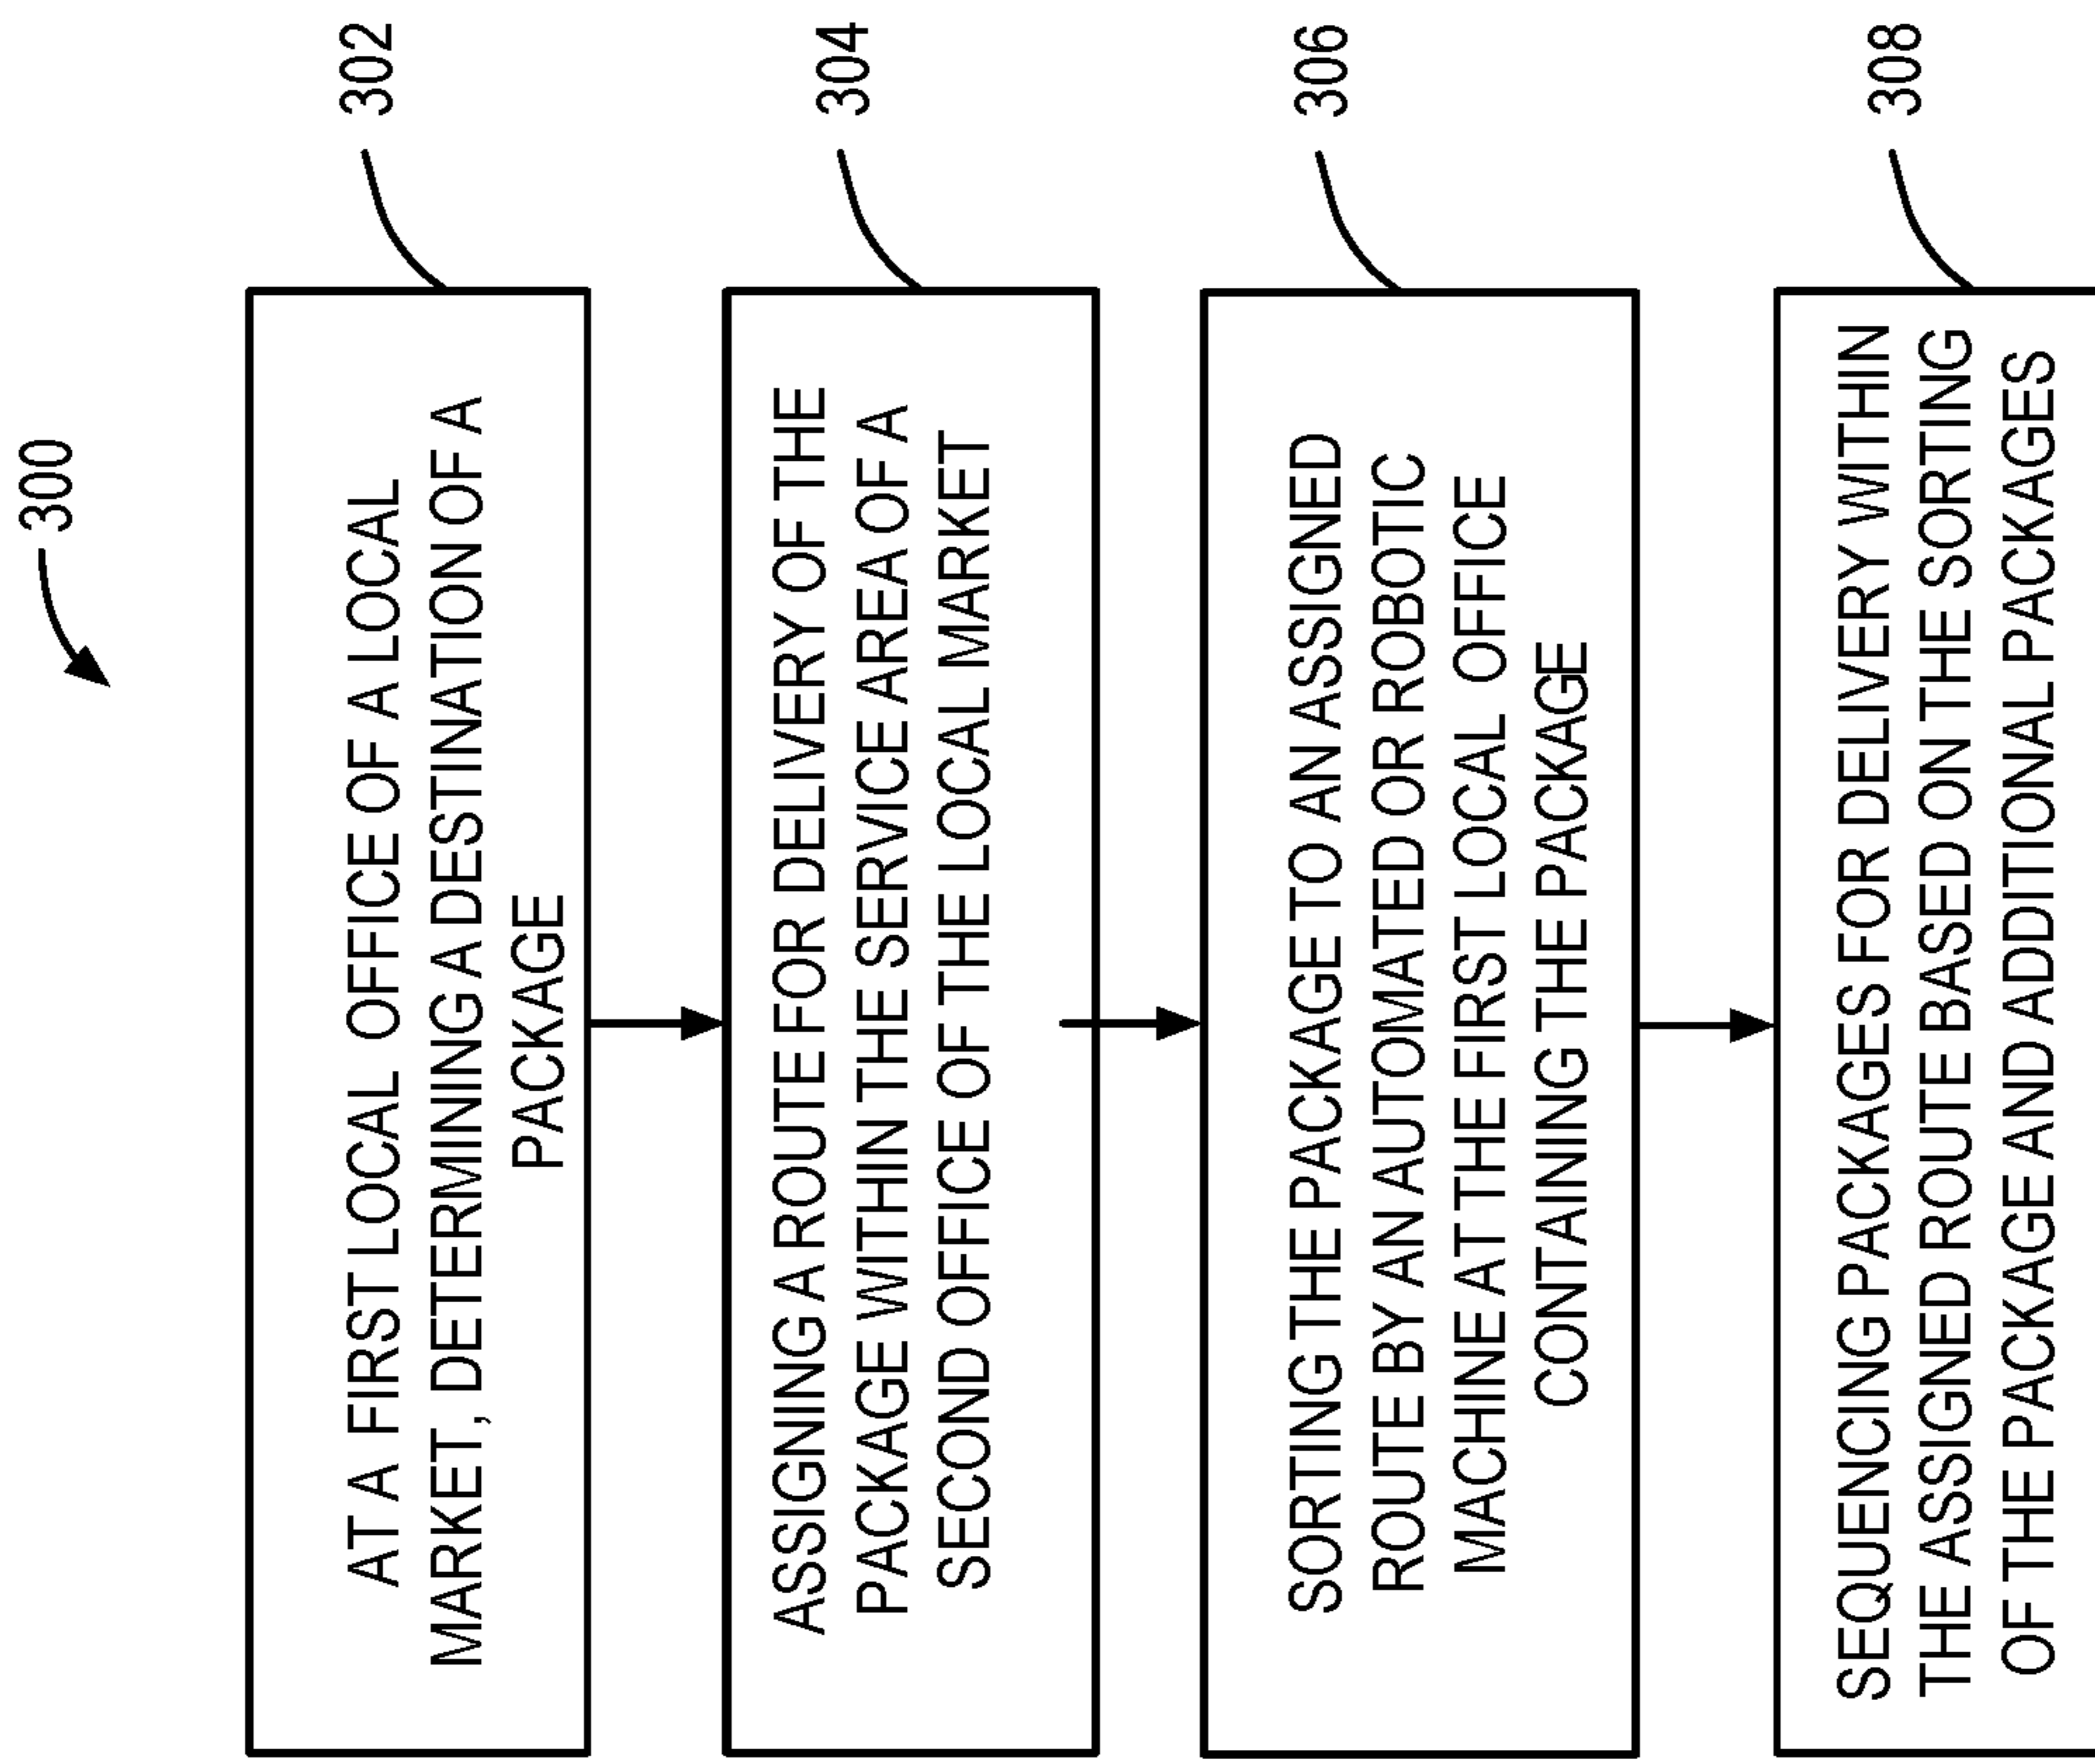 300
302
AT A FIRST LOCAL OFFICE OF A LOCAL
MARKET, DETERMINING A DESTINATION OF A
PACKAGE
304
ASSIGNING A ROUTE FOR DELIVERY OF THE
PACKAGE WITHIN THE SERVICE AREA OF A
SECOND OFFICE OF THE LOCAL MARKET
306
SORTING THE PACKAGE TO AN ASSIGNED
ROUTE BY AN AUTOMATED OR ROBOTIC
MACHINE AT THE FIRST LOCAL OFFICE
CONTAINING THE PACKAGE
308
SEQUENCING PACKAGES FOR DELIVERY WITHIN
THE ASSIGNED ROUTE BASED ON THE SORTING
OF THE PACKAGE AND ADDITIONAL PACKAGES